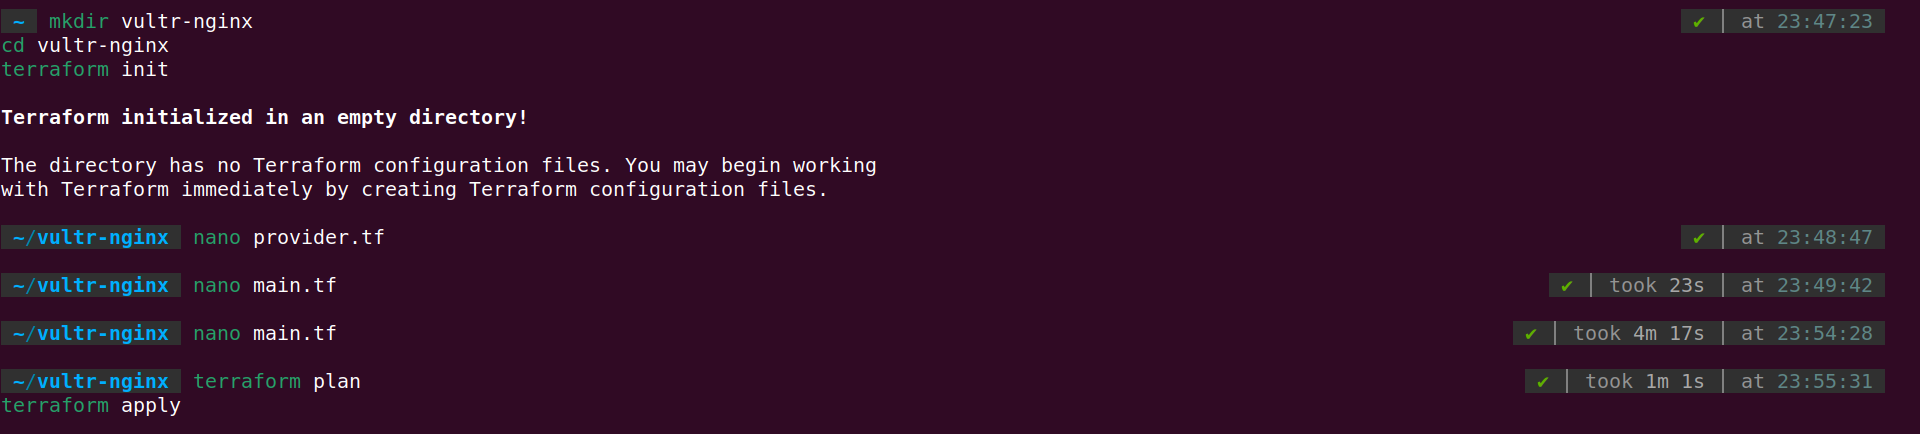 ~ mkdir vultr-nginx ✔ | at 23:47:23
cd vultr-nginx
terraform init
Terraform initialized in an empty directory!
The directory has no Terraform configuration files. You may begin working
with Terraform immediately by creating Terraform configuration files.
~/vultr-nginx nano provider.tf ✔ | at 23:48:47
~/vultr-nginx nano main.tf ✔ | took 23s | at 23:49:42
~/vultr-nginx nano main.tf ✔ | took 4m 17s | at 23:54:28
~/vultr-nginx terraform plan ✔ | took 1m 1s | at 23:55:31
terraform apply